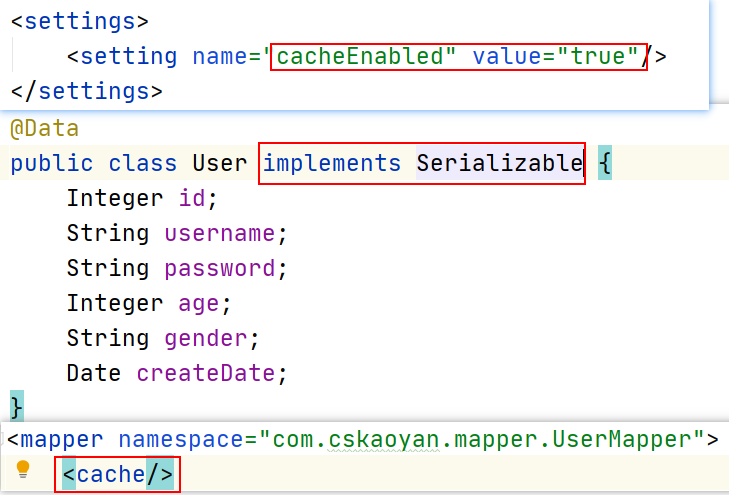 <settings>
    <setting name="cacheEnabled" value="true"/>
</settings>
@Data
public class User implements Serializable {
    Integer id;
    String username;
    String password;
    Integer age;
    String gender;
    Date createDate;
}
<mapper namespace="com.cskaoyan.mapper.UserMapper">
    <cache/>